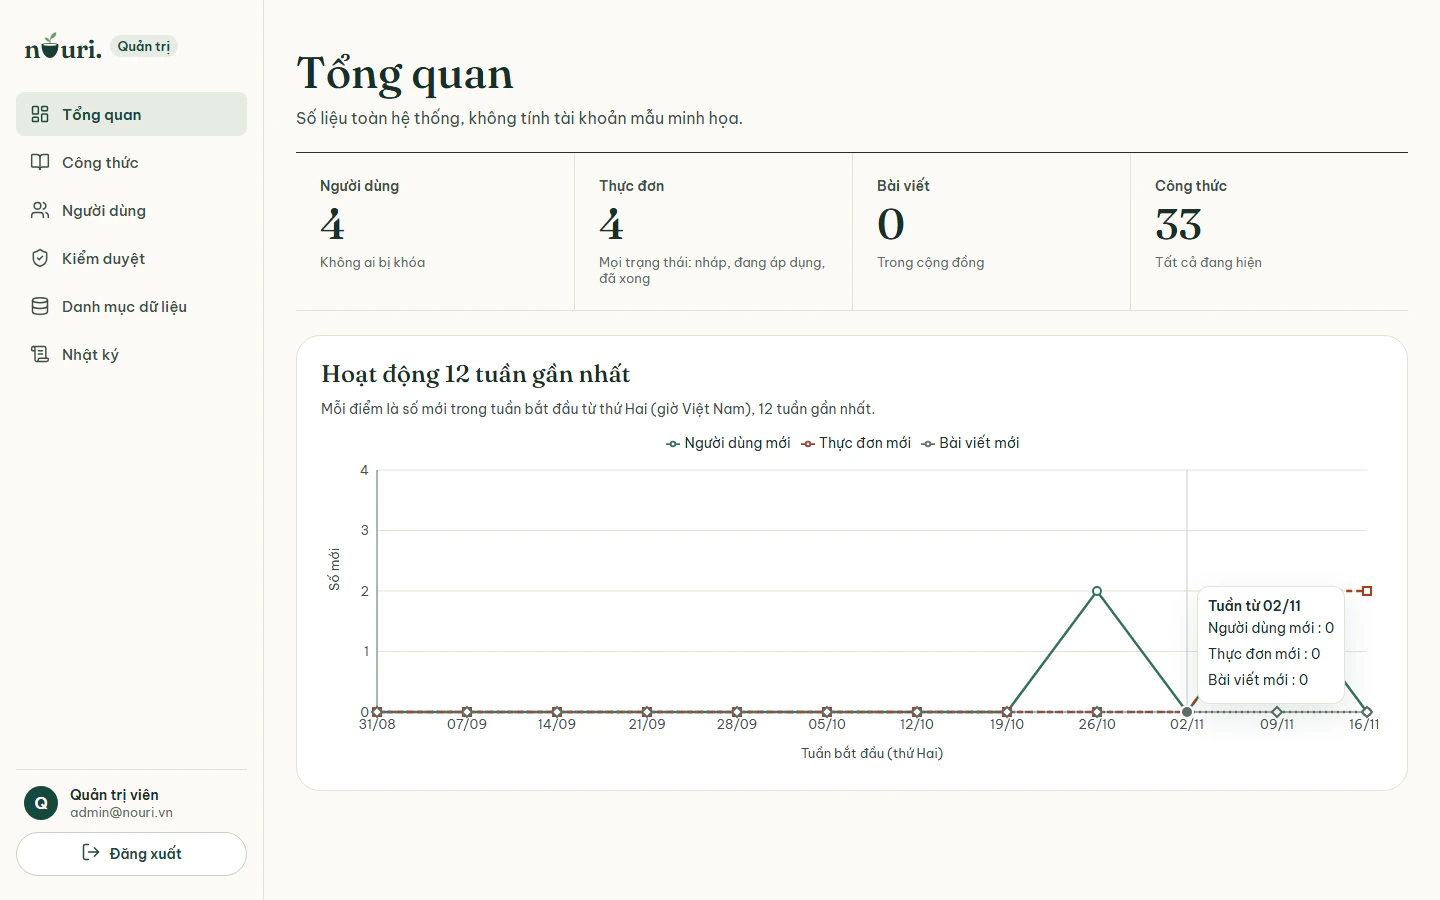 nouri.
Quản trị
Tổng quan
Công thức
Người dùng
Kiểm duyệt
Danh mục dữ liệu
Nhật ký
Q
Quản trị viên
admin@nouri.vn
Đăng xuất
Tổng quan
Số liệu toàn hệ thống, không tính tài khoản mẫu minh họa.
Người dùng
4
Không ai bị khóa
Thực đơn
4
Mọi trạng thái: nháp, đang áp dụng,
đã xong
Bài viết
0
Trong cộng đồng
Công thức
33
Tất cả đang hiện
Hoạt động 12 tuần gần nhất
Mỗi điểm là số mới trong tuần bắt đầu từ thứ Hai (giờ Việt Nam), 12 tuần gần nhất.
Người dùng mới Thực đơn mới Bài viết mới
4
3
2
1
0
Số mới
Tuần từ 02/11
Người dùng mới : 0
Thực đơn mới : 0
Bài viết mới : 0
31/08 07/09 14/09 21/09 28/09 05/10 12/10 19/10 26/10 02/11 09/11 16/11
Tuần bắt đầu (thứ Hai)